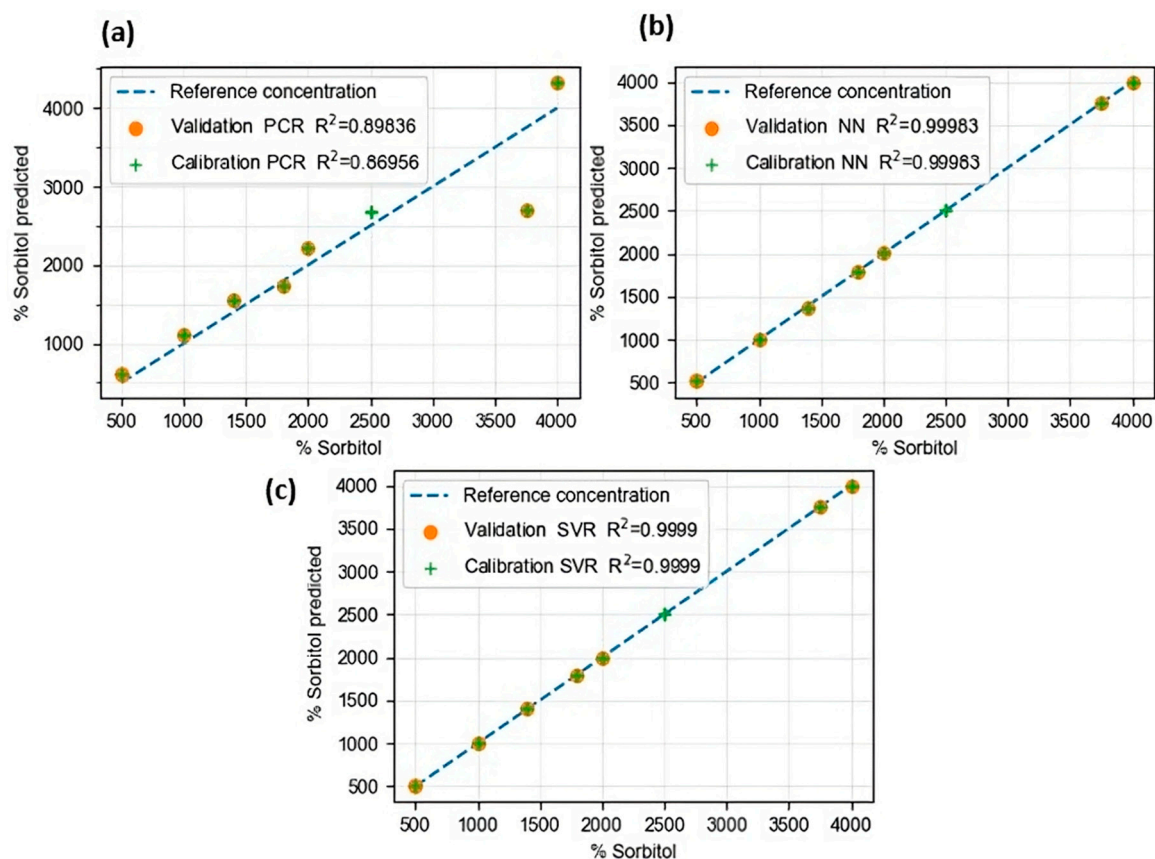 (a)
4000
3000
2000
1000
% Sorbitol predicted
Reference concentration
Validation PCR R²=0.89836
Calibration PCR R²=0.86956
500 1000 1500 2000 2500 3000 3500 4000
% Sorbitol
(b)
4000
3500
3000
2500
2000
1500
1000
500
% Sorbitol predicted
Reference concentration
Validation NN R²=0.99983
Calibration NN R²=0.99983
500 1000 1500 2000 2500 3000 3500 4000
% Sorbitol
(c)
4000
3500
3000
2500
2000
1500
1000
500
% Sorbitol predicted
Reference concentration
Validation SVR R²=0.9999
Calibration SVR R²=0.9999
500 1000 1500 2000 2500 3000 3500 4000
% Sorbitol